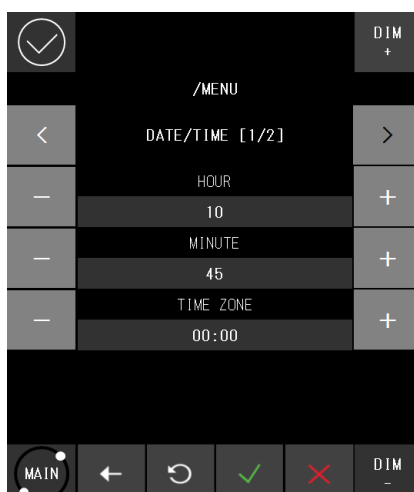 DIM
+
/MENU
< DATE/TIME [1/2] >
HOUR
− 10 +
MINUTE
− 45 +
TIME ZONE
− 00:00 +
MAIN
DIM
−